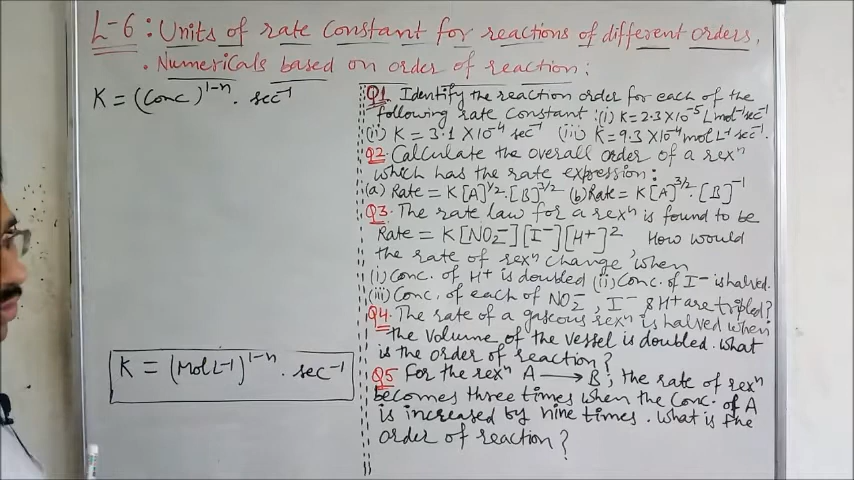 L-6 : Units of rate Constant for reactions of different orders,
• Numericals based on order of reaction :
K = (Conc)^1-n . sec^-1
K = (Mol L^-1)^1-n . sec^-1
Q1. Identify the reaction order for each of the
following rate constant : (i) K = 2.3 X 10^-5 L mol^-1 sec^-1
(ii) K = 3.1 X 10^-4 sec^-1 (iii) K = 9.3 X 10^-4 mol L^-1 sec^-1.
Q2. Calculate the overall order of a rex^n
which has the rate expression :
(a) Rate = K[A]^1/2 . [B]^3/2 (b) Rate = K[A]^3/2 . [B]^-1
Q3. The rate law for a rex^n is found to be
Rate = K[NO2^-][I^-][H^+]^2 How would
the rate of rex^n change when
(i) Conc. of H^+ is doubled (ii) Conc. of I^- is halved.
(iii) Conc. of each of NO2^-, I^- & H^+ are tripled?
Q4. The rate of a gaseous rex^n is halved when
the volume of the vessel is doubled. What
is the order of reaction?
Q5 For the rex^n A → B; the rate of rex^n
becomes three times when the conc. of A
is increased by nine times. What is the
order of reaction?